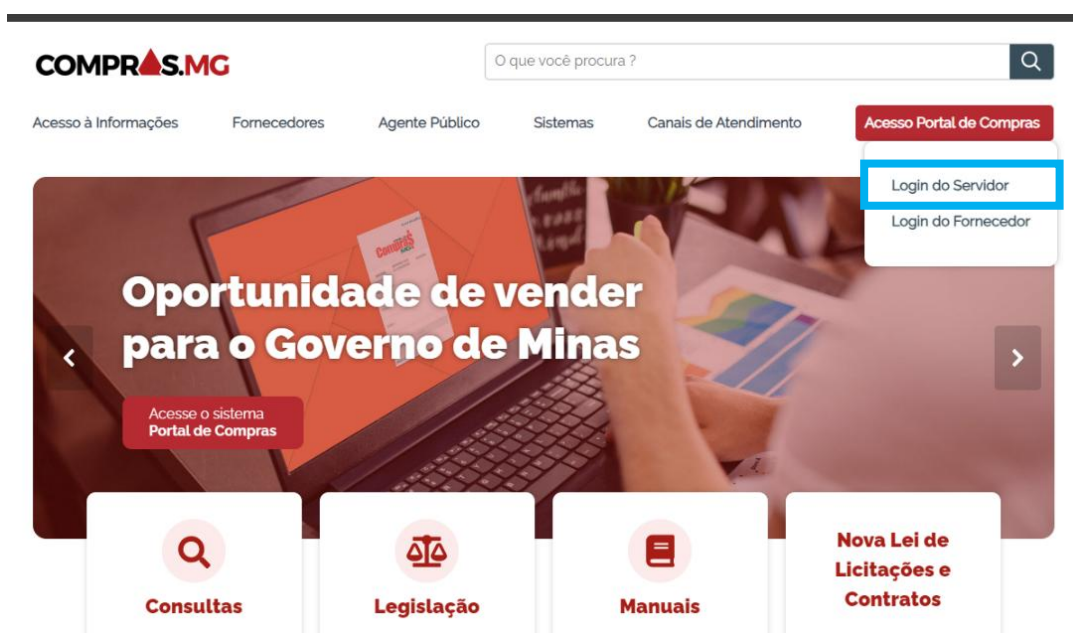 COMPRAS.MG
O que você procura ?
Acesso à Informações
Fornecedores
Agente Público
Sistemas
Canais de Atendimento
Acesso Portal de Compras
Login do Servidor
Login do Fornecedor
Oportunidade de vender
para o Governo de Minas
Acesse o sistema
Portal de Compras
Consultas
Legislação
Manuais
Nova Lei de
Licitações e
Contratos